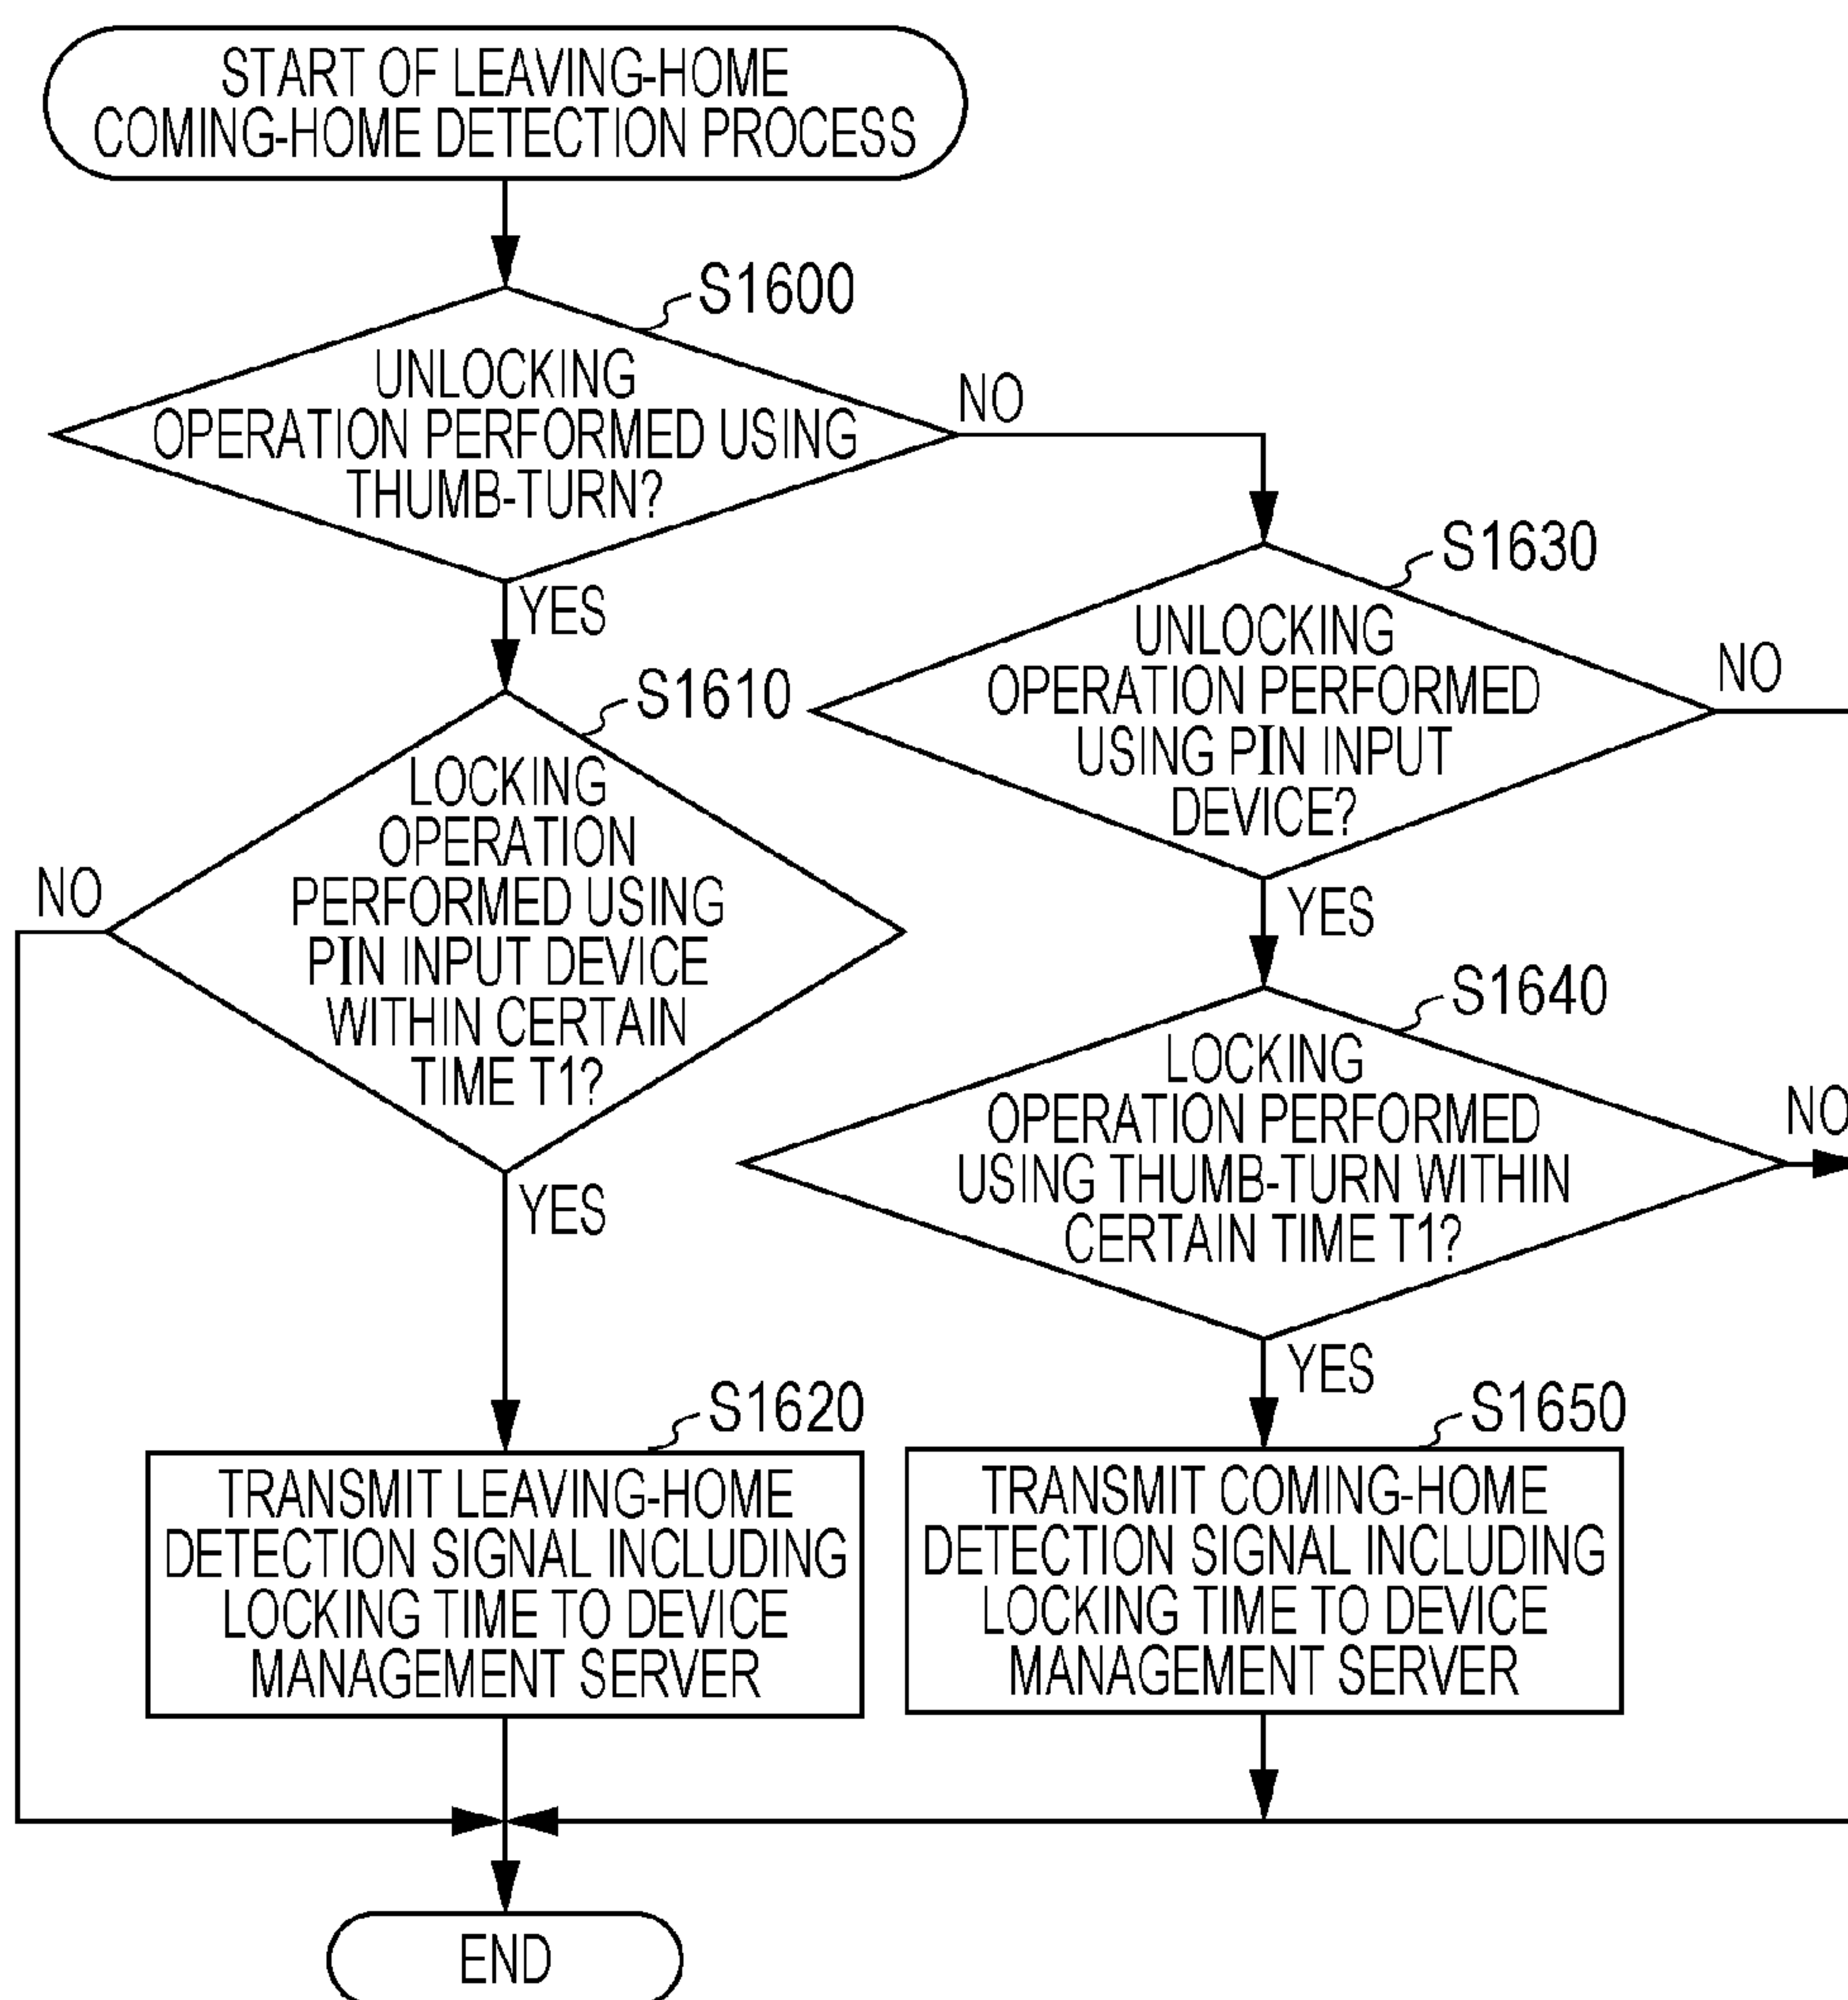 START OF LEAVING-HOME
COMING-HOME DETECTION PROCESS
S1600
UNLOCKING
OPERATION PERFORMED USING
THUMB-TURN?
NO
YES
S1610
LOCKING
OPERATION
PERFORMED USING
PIN INPUT DEVICE
WITHIN CERTAIN
TIME T1?
NO
YES
S1620
TRANSMIT LEAVING-HOME
DETECTION SIGNAL INCLUDING
LOCKING TIME TO DEVICE
MANAGEMENT SERVER
S1630
UNLOCKING
OPERATION PERFORMED
USING PIN INPUT
DEVICE?
NO
YES
S1640
LOCKING
OPERATION PERFORMED
USING THUMB-TURN WITHIN
CERTAIN TIME T1?
NO
YES
S1650
TRANSMIT COMING-HOME
DETECTION SIGNAL INCLUDING
LOCKING TIME TO DEVICE
MANAGEMENT SERVER
END